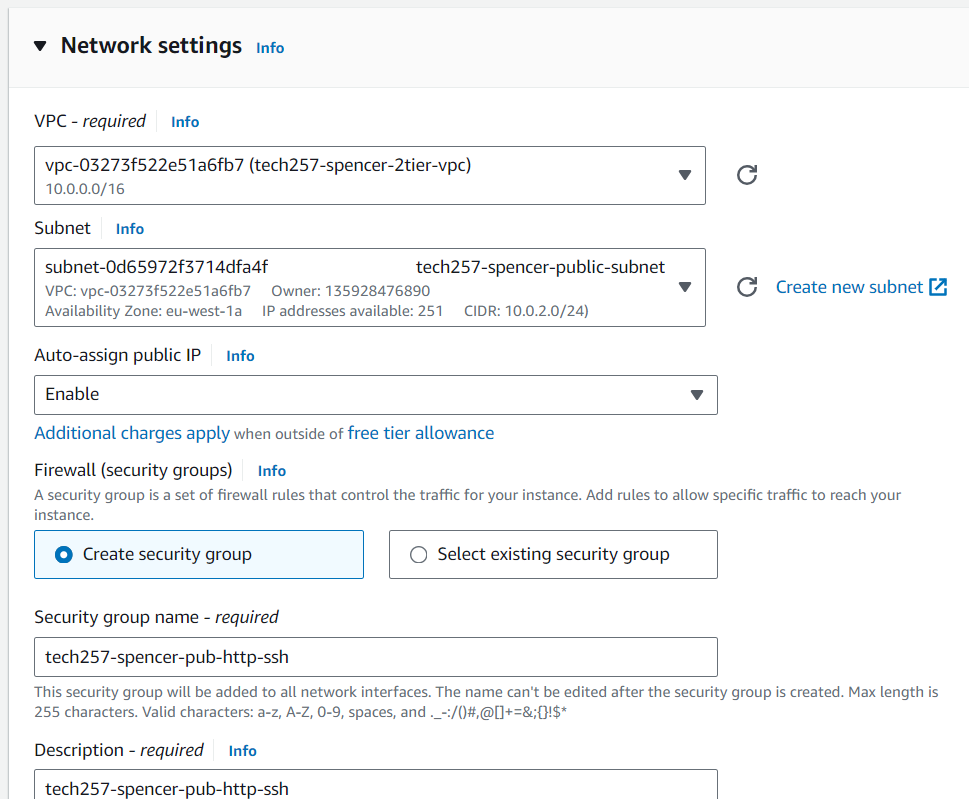 Network settings Info
VPC - required Info
vpc-03273f522e51a6fb7 (tech257-spencer-2tier-vpc)
10.0.0.0/16
Subnet Info
subnet-0d65972f3714dfa4f tech257-spencer-public-subnet
VPC: vpc-03273f522e51a6fb7 Owner: 135928476890
Availability Zone: eu-west-1a IP addresses available: 251 CIDR: 10.0.2.0/24)
Create new subnet
Auto-assign public IP Info
Enable
Additional charges apply when outside of free tier allowance
Firewall (security groups) Info
A security group is a set of firewall rules that control the traffic for your instance. Add rules to allow specific traffic to reach your
instance.
Create security group Select existing security group
Security group name - required
tech257-spencer-pub-http-ssh
This security group will be added to all network interfaces. The name can't be edited after the security group is created. Max length is
255 characters. Valid characters: a-z, A-Z, 0-9, spaces, and ._-:/()#,@[]+=&;{}!$*
Description - required Info
tech257-spencer-pub-http-ssh